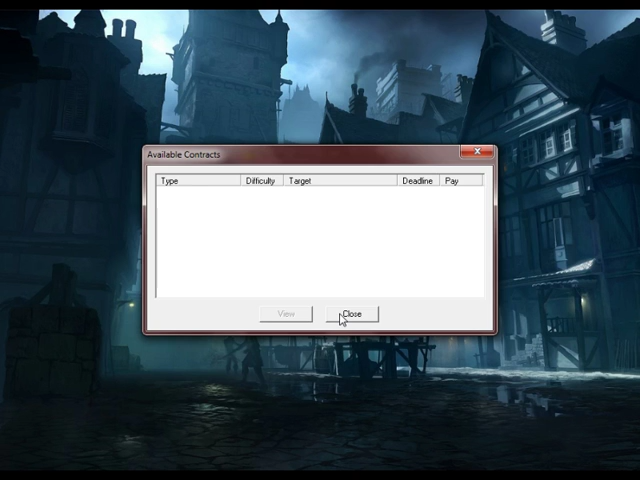 Available Contracts
Type Difficulty Target Deadline Pay
View Close